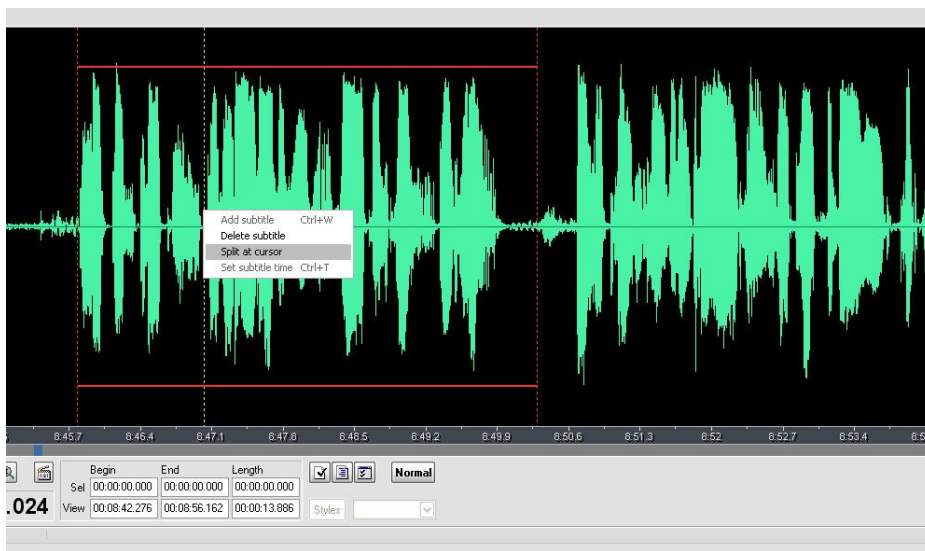 Add subtitle Ctrl+W
Delete subtitle
Split at cursor
Set subtitle time Ctrl+T
8:45.7 8:46.4 8:47.1 8:47.8 8:48.5 8:49.2 8:49.9 8:50.6 8:51.3 8:52 8:52.7 8:53.4
Begin End Length
Sel 00:00:00.000 00:00:00.000 00:00:00.000
Normal
.024
View 00:08:42.276 00:08:56.162 00:00:13.886
Styles